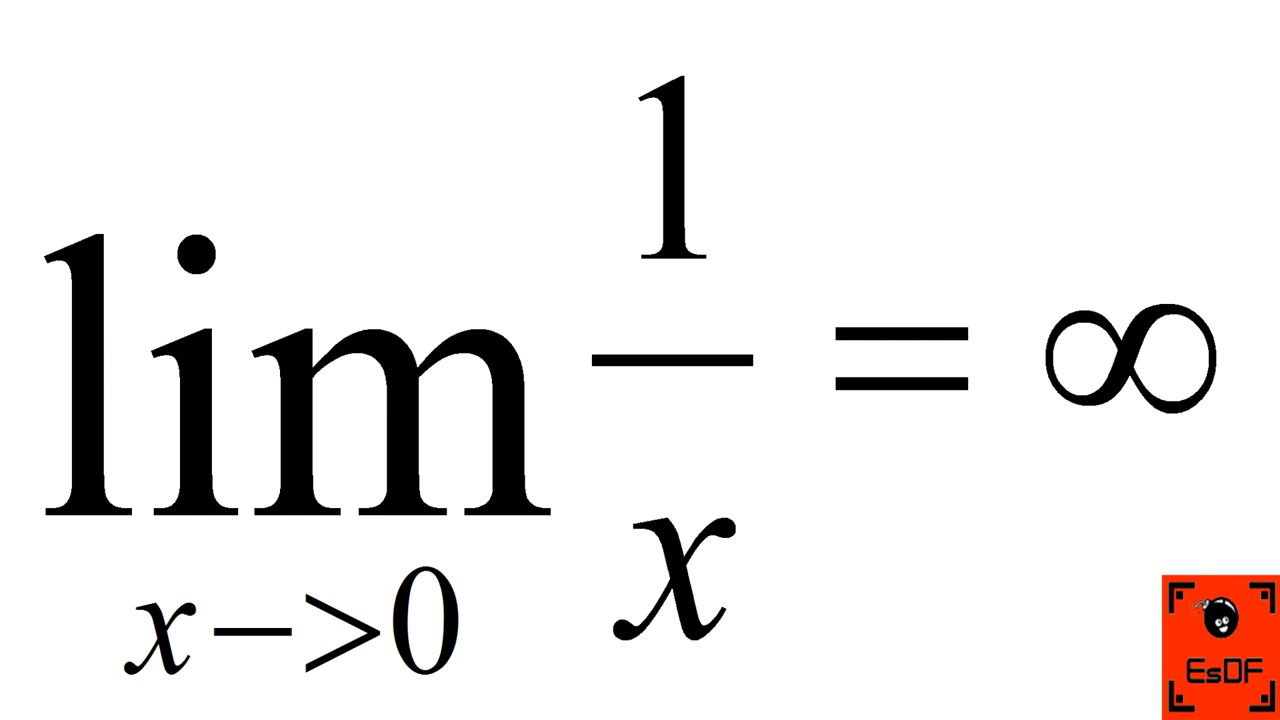 lim 1/x = ∞
x->0
EsDF